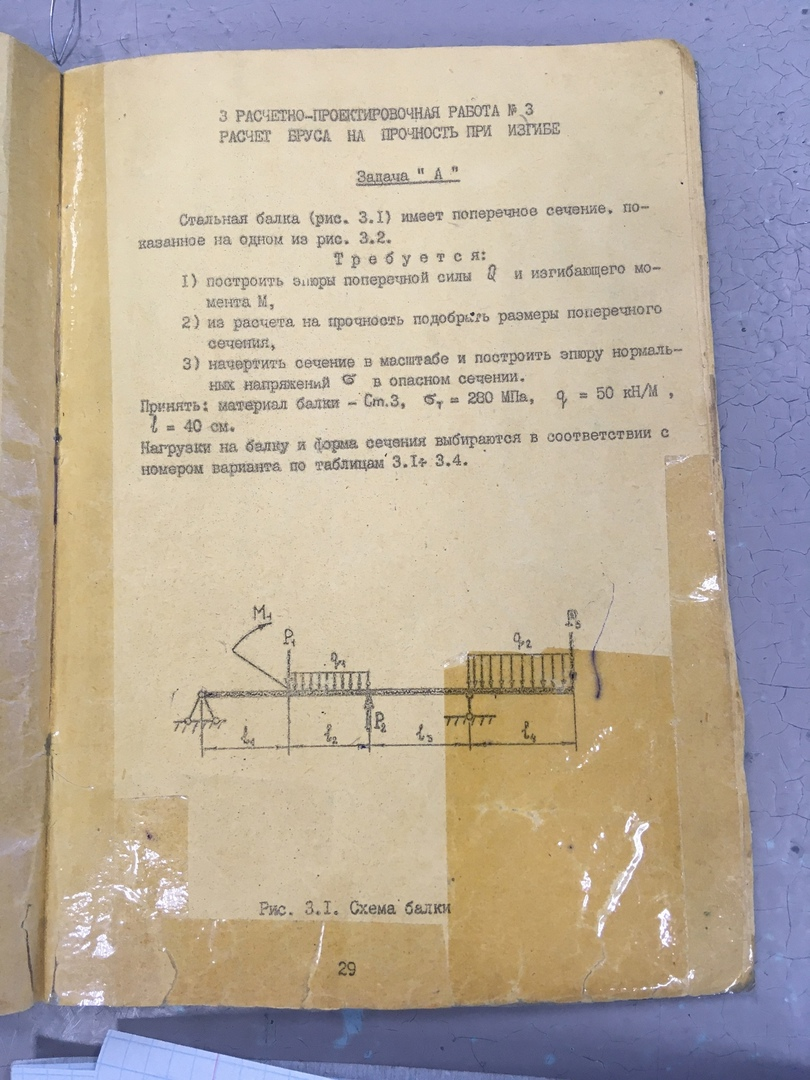 3 РАСЧЕТНО-ПРОЕКТИРОВОЧНАЯ РАБОТА № 3
РАСЧЕТ БРУСА НА ПРОЧНОСТЬ ПРИ ИЗГИБЕ
Задача " А "
Стальная балка (рис. 3.I) имеет поперечное сечение, по-
казанное на одном из рис. 3.2.
Т р е б у е т с я:
I) построить эпюры поперечной силы Q и изгибающего мо-
мента М,
2) из расчета на прочность подобрать размеры поперечного
сечения,
3) начертить сечение в масштабе и построить эпюру нормаль-
ных напряжений σ в опасном сечении.
Принять: материал балки - Ст.3, σт = 280 МПа, q = 50 кН/М ,
l = 40 см.
Нагрузки на балку и форма сечения выбираются в соответствии с
номером варианта по таблицам 3.I÷ 3.4.
M₁
P₁
q₁
q₂
P₃
P₂
l₁
l₂
l₃
l₄
Рис. 3.I. Схема балки
29